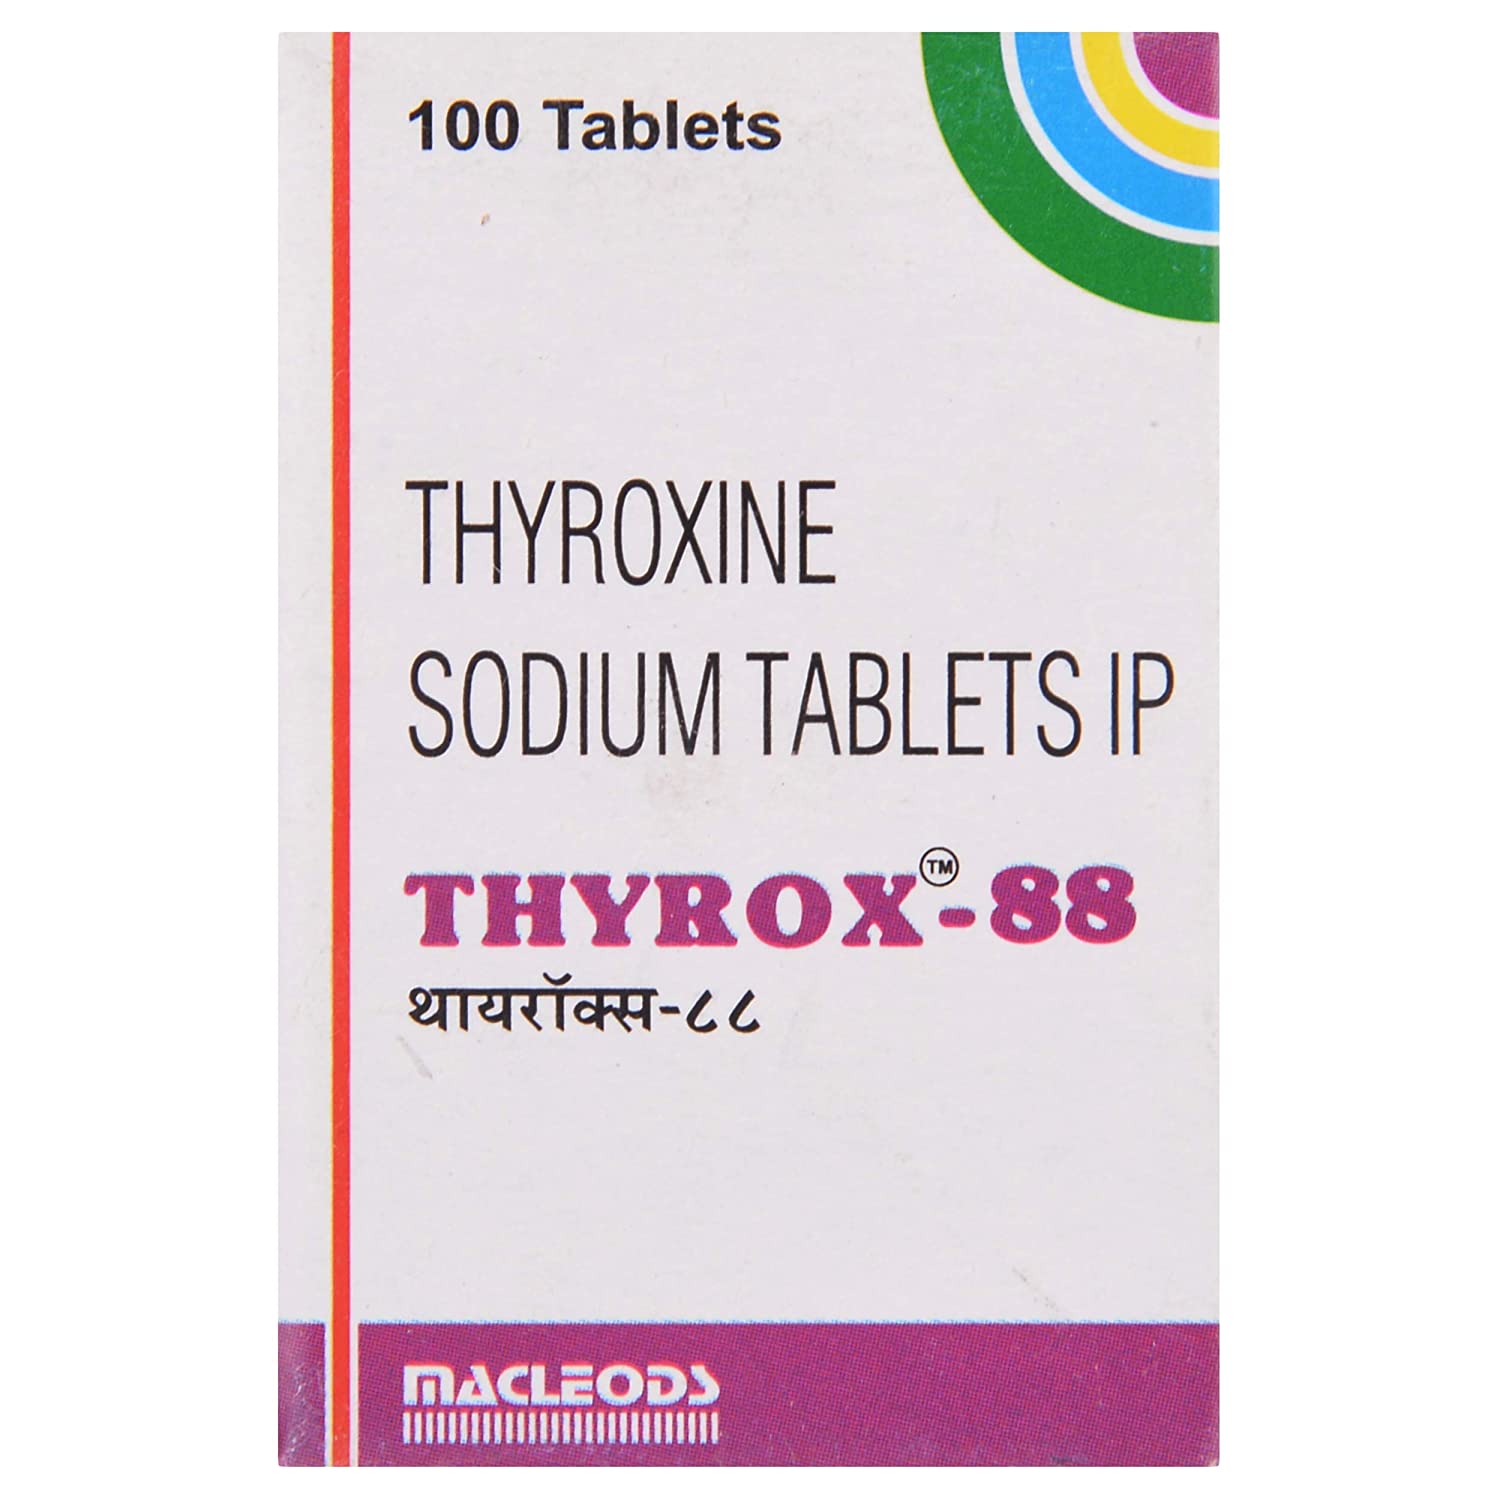 100 Tablets
THYROXINE
SODIUM TABLETS IP
THYROX™-88
थायरॉक्स-८८
MACLEODS